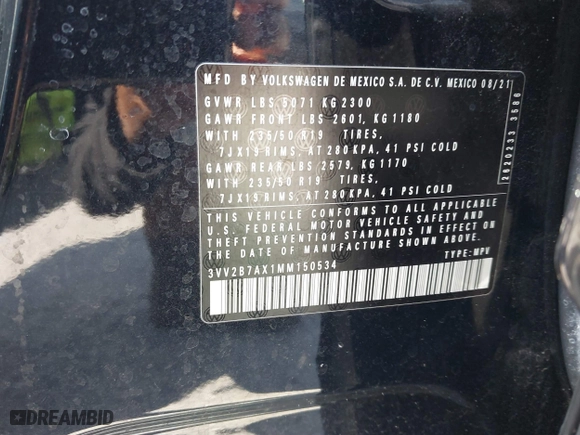 MFD BY VOLKSWAGEN DE MEXICO S.A. DE C.V. MEXICO 08/21
GVWR LBS 5071 KG 2300
GAWR FRONT LBS 2601, KG 1180
WITH 235/50 R19 TIRES,
7JX19 RIMS, AT 280 KPA, 41 PSI COLD
GAWR REAR LBS 2579, KG 1170
WITH 235/50 R19 TIRES,
7JX19 RIMS, AT 280 KPA, 41 PSI COLD
THIS VEHICLE CONFORMS TO ALL APPLICABLE
U.S. FEDERAL MOTOR VEHICLE SAFETY AND
THEFT PREVENTION STANDARDS IN EFFECT ON
THE DATE OF MANUFACTURE SHOWN ABOVE.
3VV2B7AX1MM150534 TYPE: MPV
2620233 3586
DREAMBID